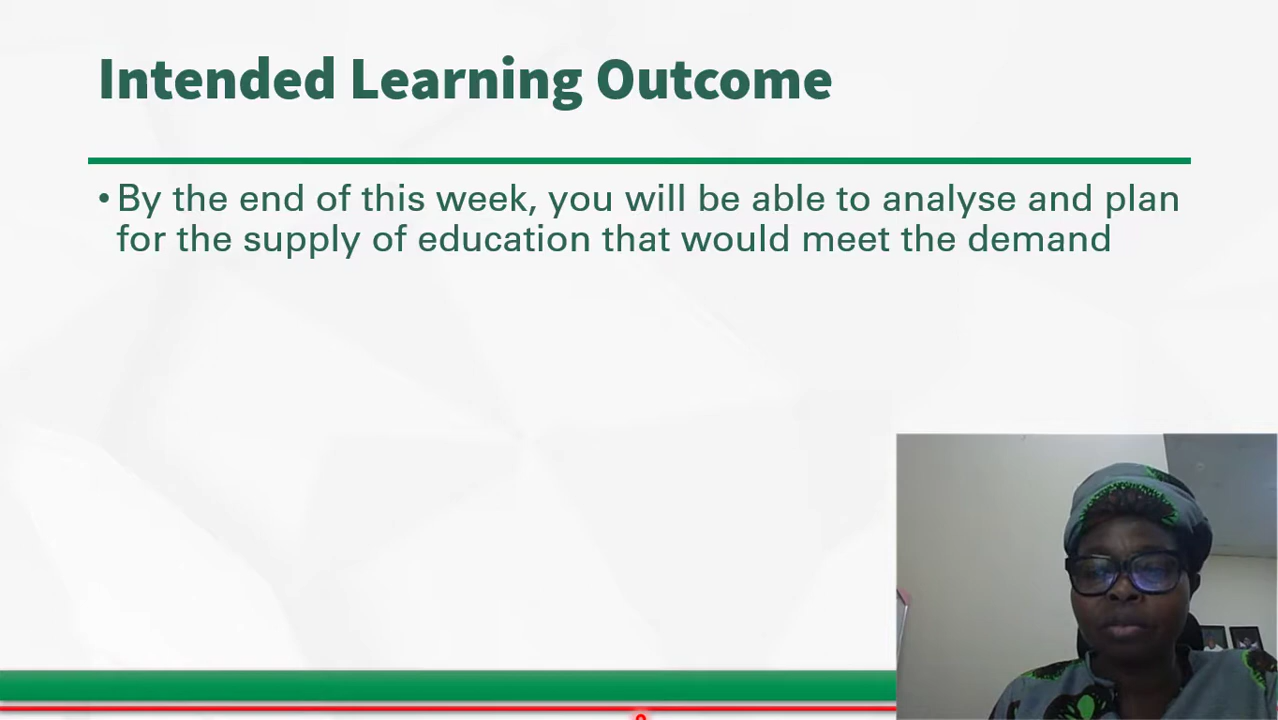 Intended Learning Outcome
• By the end of this week, you will be able to analyse and plan
for the supply of education that would meet the demand